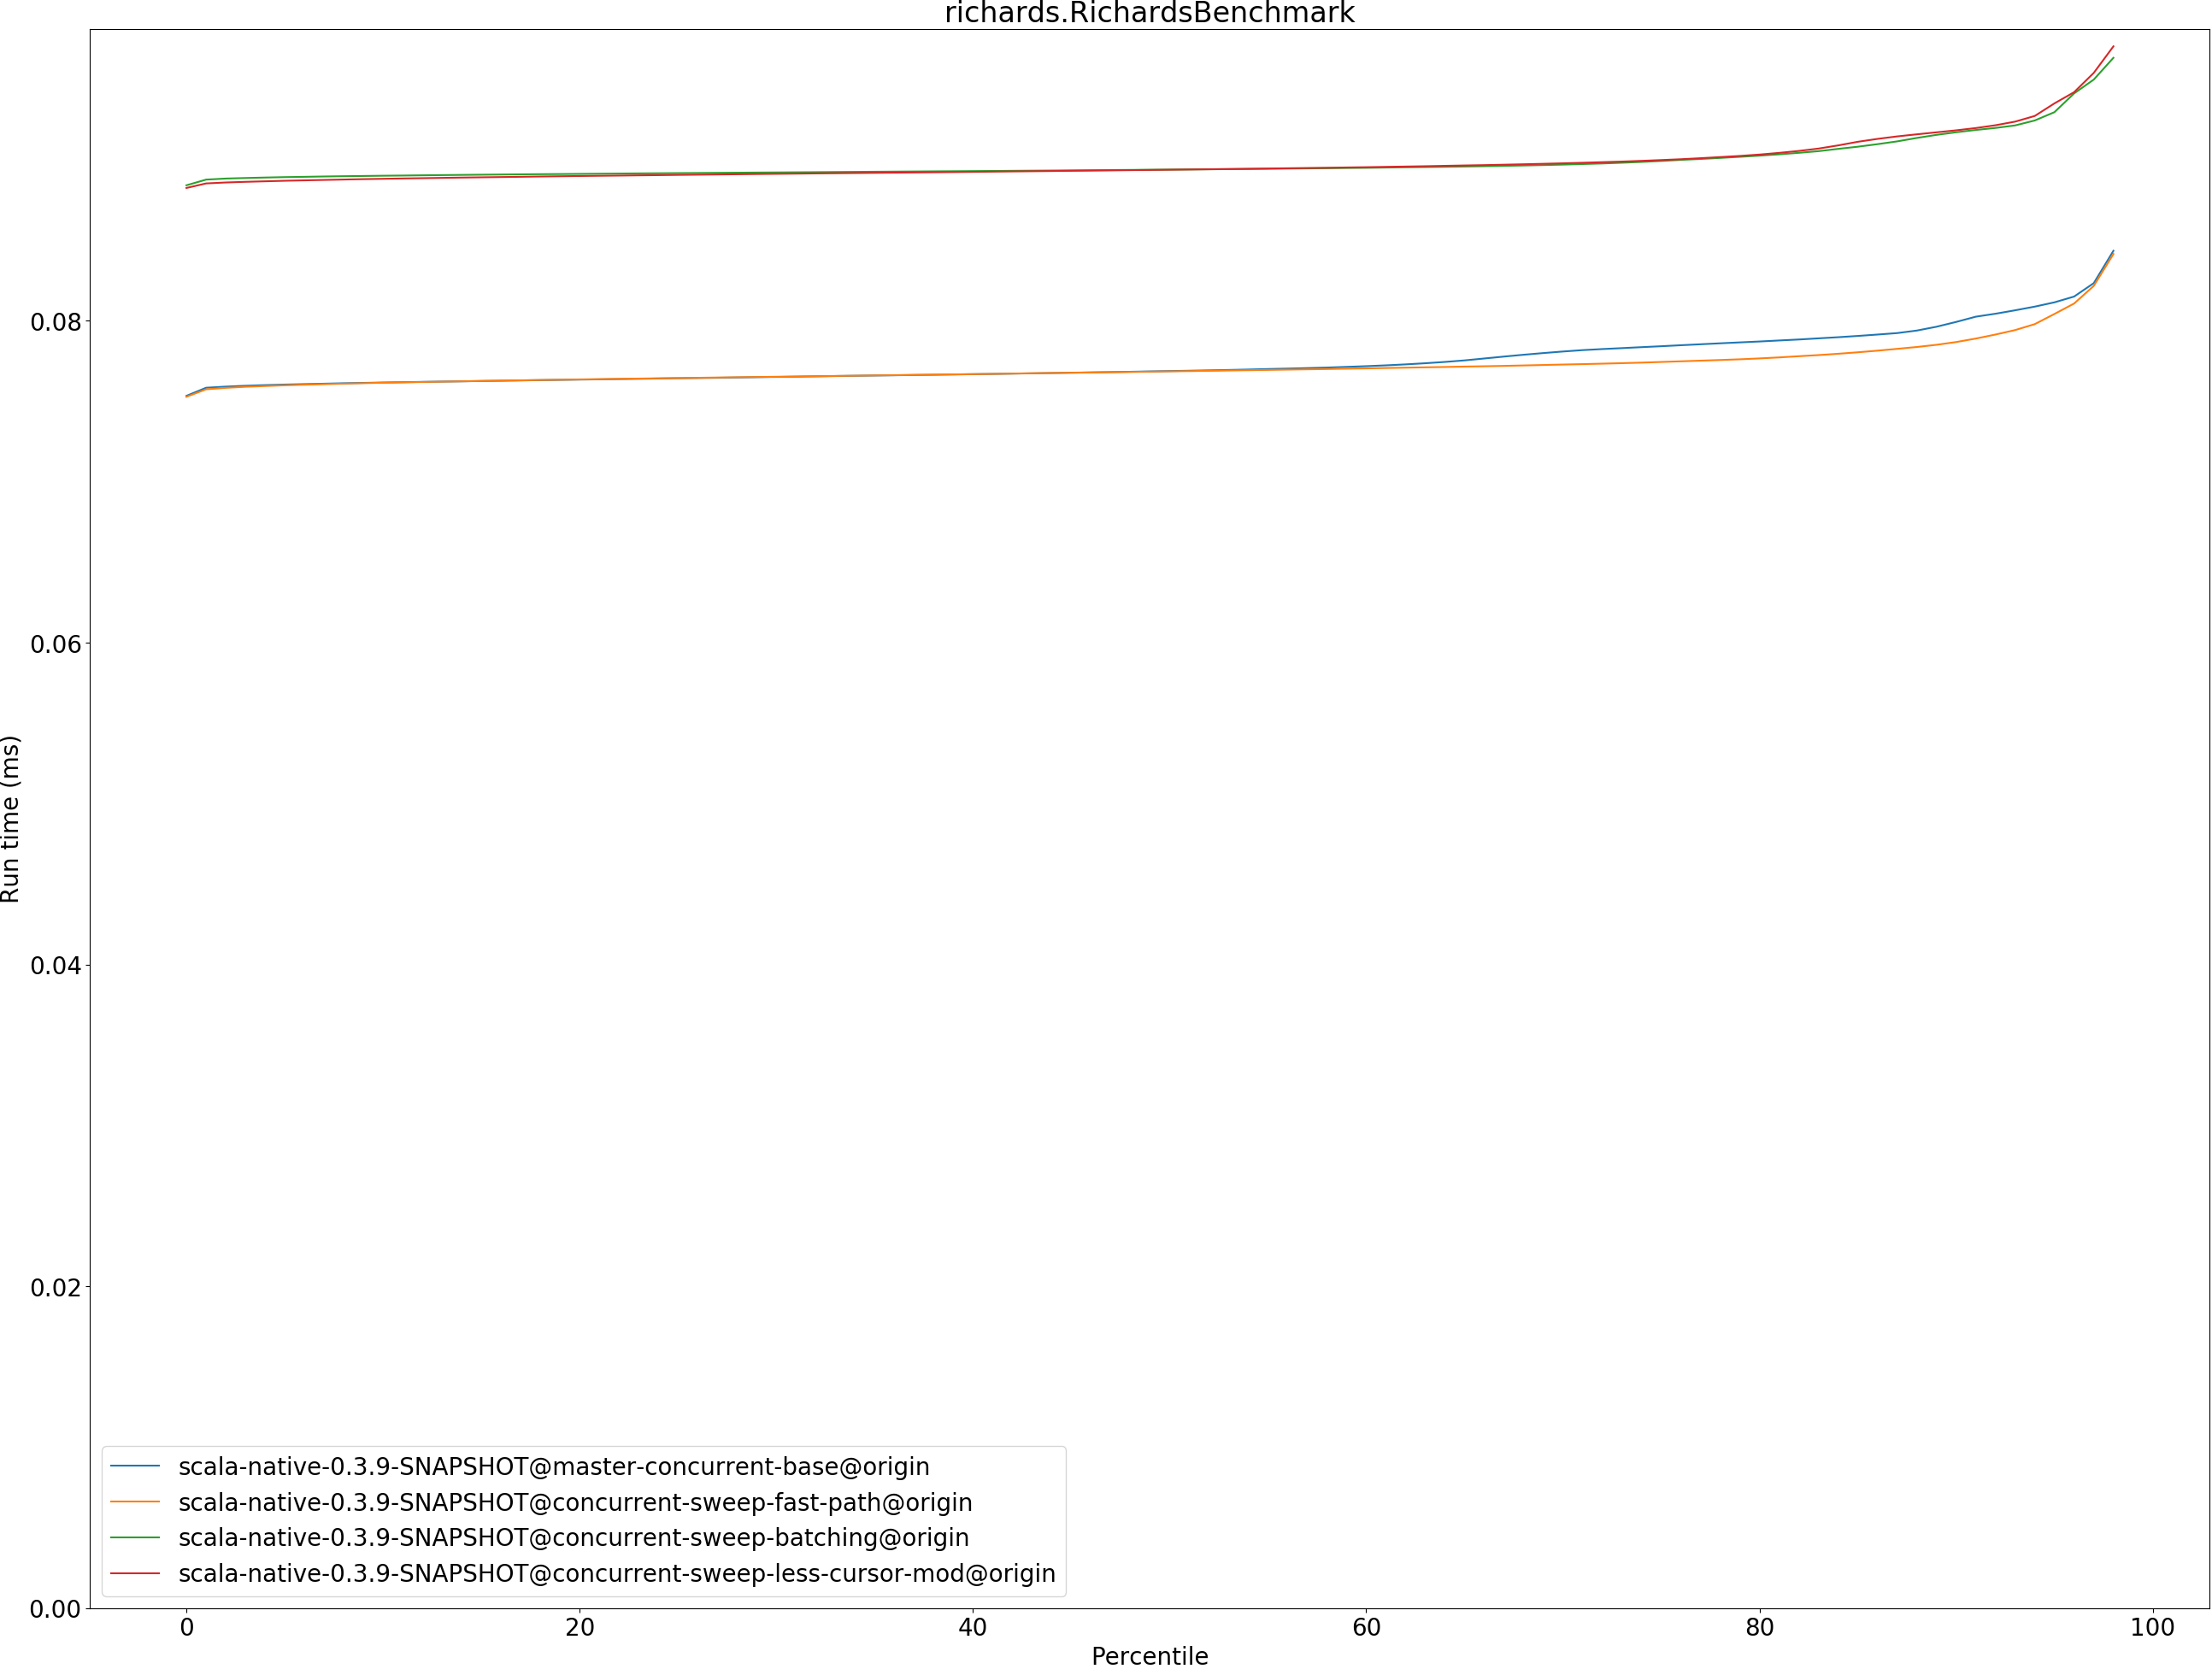 richards.RichardsBenchmark
Run time (ms)
0.08
0.06
0.04
0.02
0.00
scala-native-0.3.9-SNAPSHOT@master-concurrent-base@origin
scala-native-0.3.9-SNAPSHOT@concurrent-sweep-fast-path@origin
scala-native-0.3.9-SNAPSHOT@concurrent-sweep-batching@origin
scala-native-0.3.9-SNAPSHOT@concurrent-sweep-less-cursor-mod@origin
0 20 40 60 80 100
Percentile